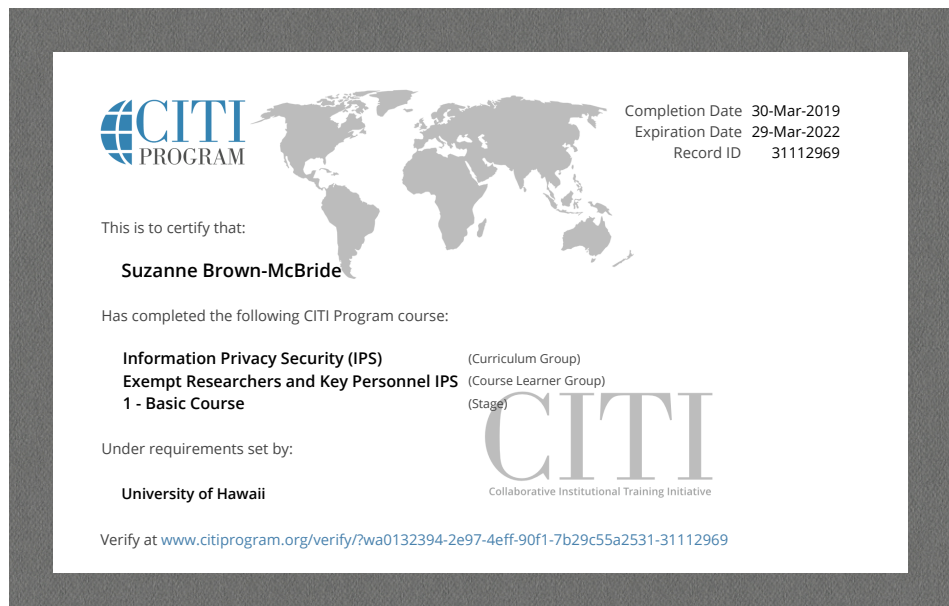 CITI
PROGRAM
Completion Date 30-Mar-2019
Expiration Date 29-Mar-2022
Record ID 31112969
This is to certify that:
Suzanne Brown-McBride
Has completed the following CITI Program course:
Information Privacy Security (IPS) (Curriculum Group)
Exempt Researchers and Key Personnel IPS (Course Learner Group)
1 - Basic Course (Stage)
Under requirements set by:
University of Hawaii
CITI
Collaborative Institutional Training Initiative
Verify at www.citiprogram.org/verify/?wa0132394-2e97-4eff-90f1-7b29c55a2531-31112969